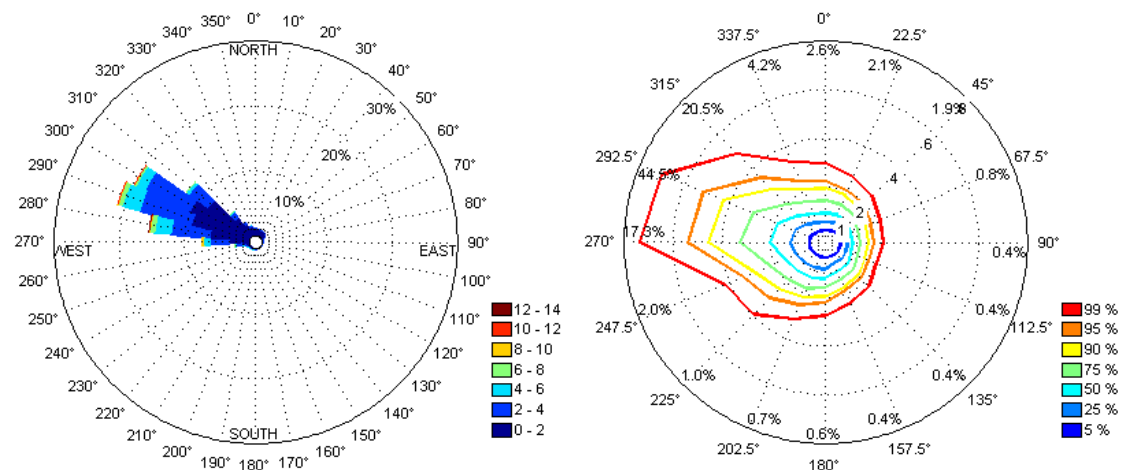 350° 0° 10°
340° 20°
330° NORTH 30°
320° 40°
310° 30% 50°
300° 20% 60°
290° 70°
280° 10% 80°
270° WEST EAST 90°
260° 100°
250° 110°
240° 120°
230° 130°
220° 140°
210° SOUTH 150°
200° 190° 180° 170° 160°
12 - 14
10 - 12
8 - 10
6 - 8
4 - 6
2 - 4
0 - 2
337.5° 0° 22.5°
4.2% 2.6% 2.1%
315° 45°
20.5% 1.9% 8
6
292.5° 67.5°
44.5% 4 0.8%
2
270° 17.3% 1 0.4% 90°
247.5° 2.0% 0.4% 112.5°
225° 1.0% 0.4% 135°
0.7% 0.6% 0.4%
202.5° 180° 157.5°
99 %
95 %
90 %
75 %
50 %
25 %
5 %